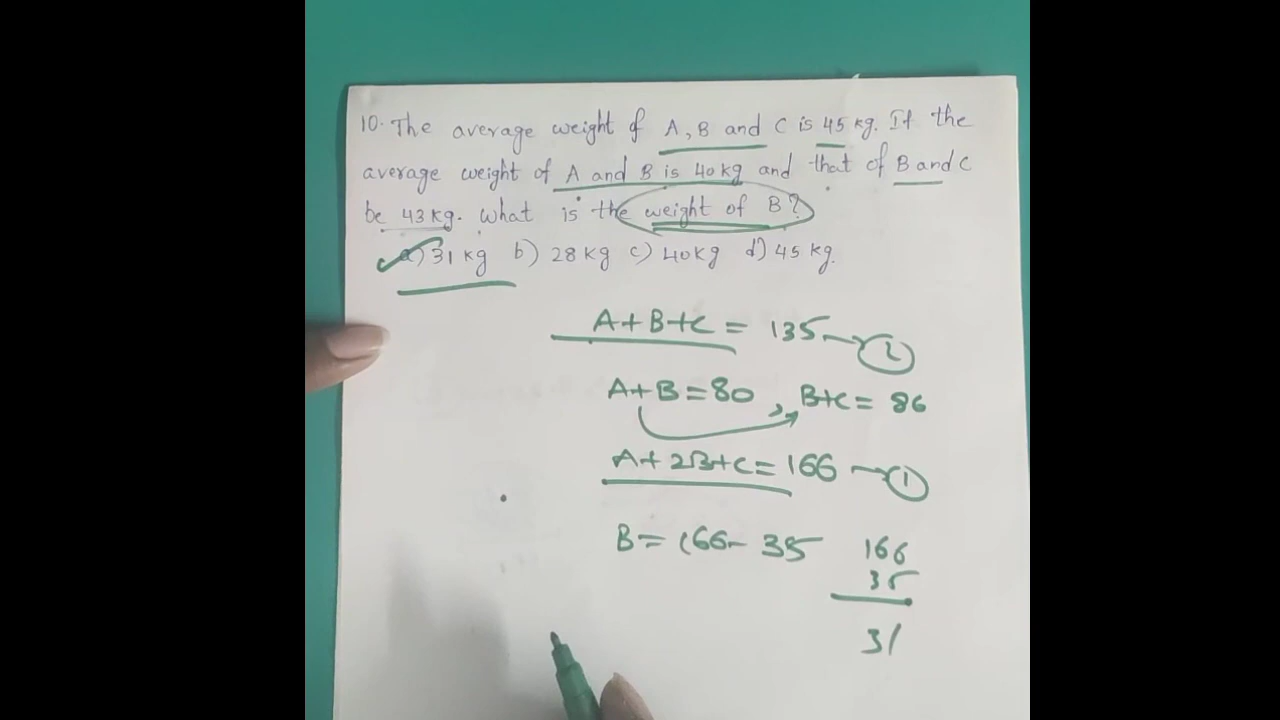 10. The average weight of A, B and C is 45 kg. If the
average weight of A and B is 40 kg and that of B and C
be 43 kg. What is the weight of B?
a) 31 kg b) 28 kg c) 40 kg d) 45 kg.
A+B+C = 135 → 2
A+B=80 , B+C= 86
A+2B+C=166 → 1
B= 166- 35
166
35
31